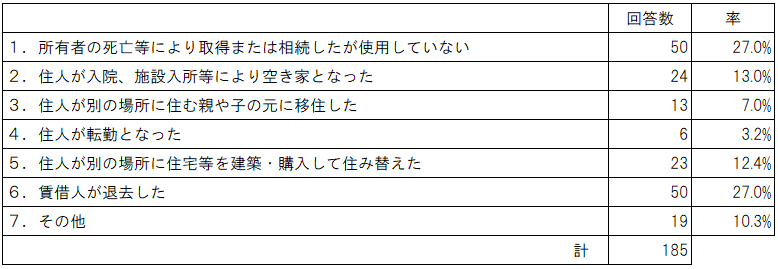 回答数 率
１．所有者の死亡等により取得または相続したが使用していない 50 27.0%
２．住人が入院、施設入所等により空き家となった 24 13.0%
３．住人が別の場所に住む親や子の元に移住した 13 7.0%
４．住人が転勤となった 6 3.2%
５．住人が別の場所に住宅等を建築・購入して住み替えた 23 12.4%
６．賃借人が退去した 50 27.0%
７．その他 19 10.3%
計 185